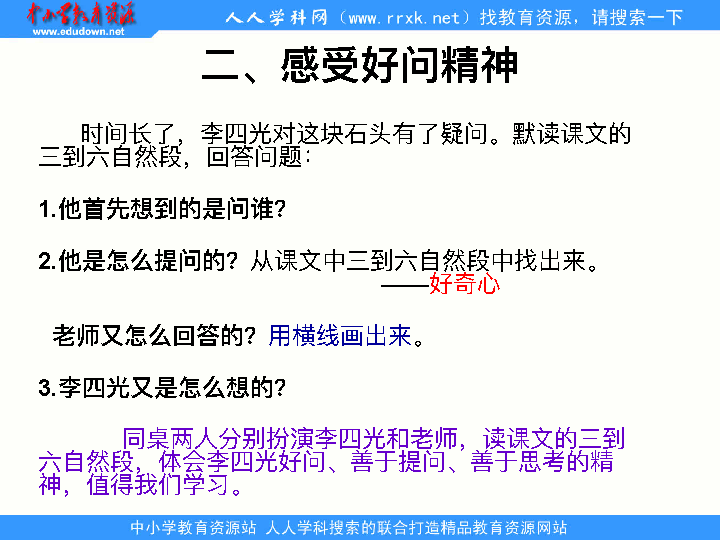 中小学教育资源
www.edudown.net
人人学科网（www.rrxk.net）找教育资源，请搜索一下
二、感受好问精神
时间长了，李四光对这块石头有了疑问。默读课文的
三到六自然段，回答问题：
1.他首先想到的是问谁？
2.他是怎么提问的？从课文中三到六自然段中找出来。
——好奇心
老师又怎么回答的？用横线画出来。
3.李四光又是怎么想的？
同桌两人分别扮演李四光和老师，读课文的三到
六自然段，体会李四光好问、善于提问、善于思考的精
神，值得我们学习。
中小学教育资源站 人人学科搜索的联合打造精品教育资源网站